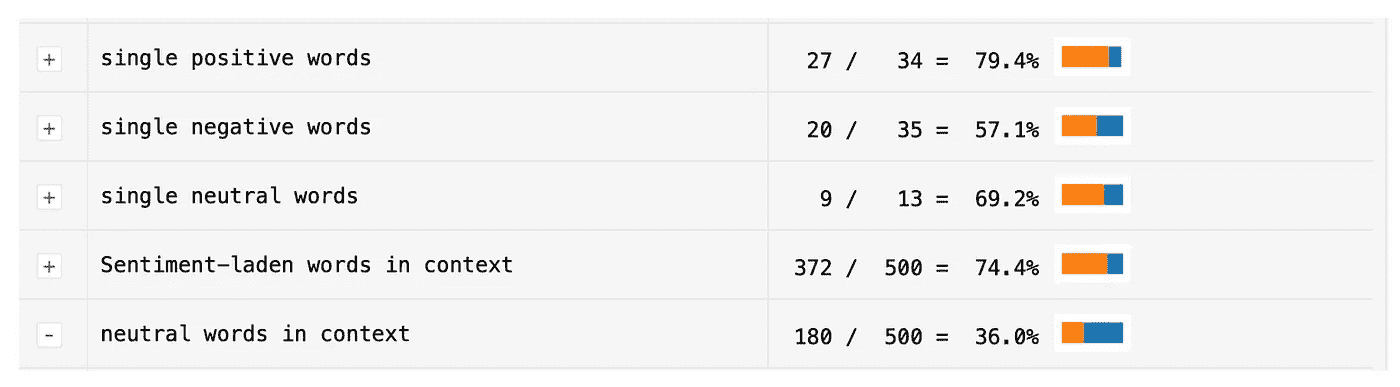 + single positive words 27 / 34 = 79.4%
+ single negative words 20 / 35 = 57.1%
+ single neutral words 9 / 13 = 69.2%
+ Sentiment-laden words in context 372 / 500 = 74.4%
- neutral words in context 180 / 500 = 36.0%